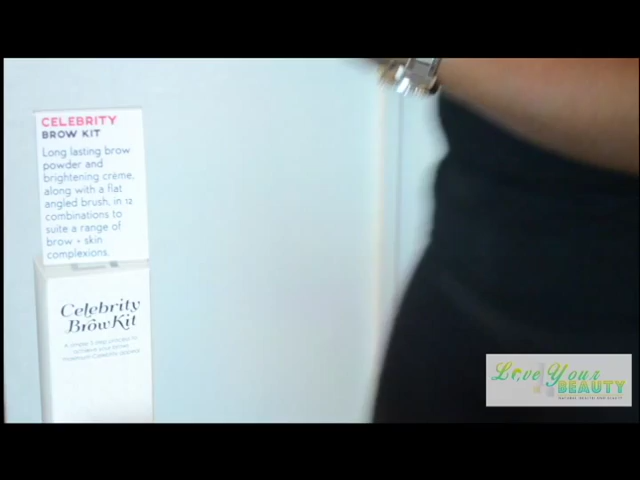 CELEBRITY
BROW KIT
Long lasting brow
powder and
brightening crème,
along with a flat
angled brush, in 12
combinations to
suite a range of
brow + skin
complexions.
Celebrity
BrowKit
Love Your
BEAUTY